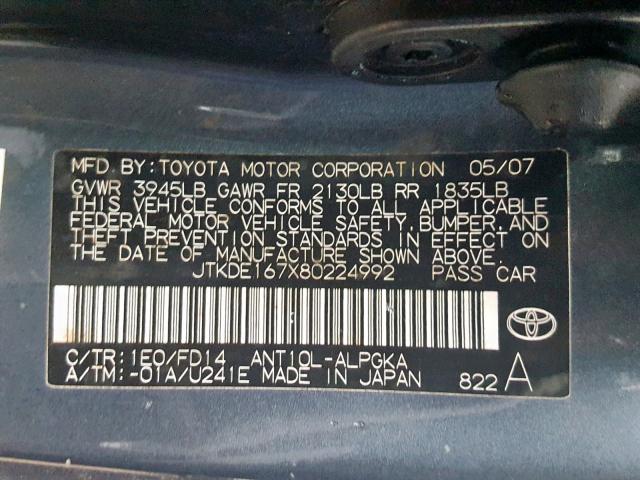 MFD. BY: TOYOTA MOTOR CORPORATION 05/07
GVWR 3945LB GAWR FR 2130LB RR 1835LB
THIS VEHICLE CONFORMS TO ALL APPLICABLE
FEDERAL MOTOR VEHICLE SAFETY, BUMPER, AND
THEFT PREVENTION STANDARDS IN EFFECT ON
THE DATE OF MANUFACTURE SHOWN ABOVE.
JTKDE167X80224992 PASS CAR
C/TR: 1E0/FD14 ANT10L-ALPGKA
A/TM: -01A/U241E MADE IN JAPAN 822 A